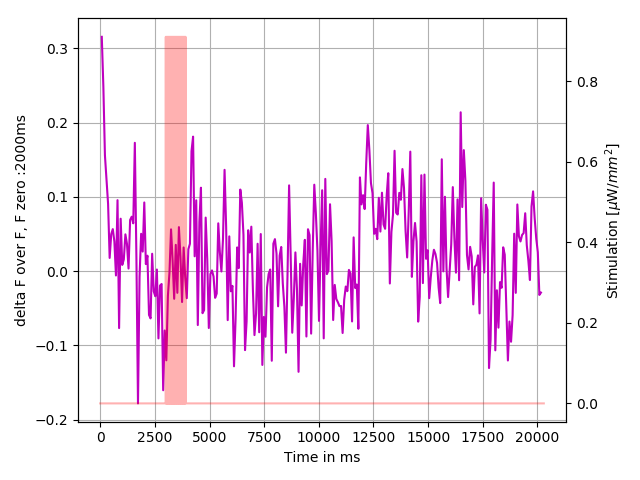 0.3
0.2
0.1
0.0
−0.1
−0.2
delta F over F, F zero :2000ms
0.8
0.6
0.4
0.2
0.0
Stimulation [μW/mm²]
0 2500 5000 7500 10000 12500 15000 17500 20000
Time in ms